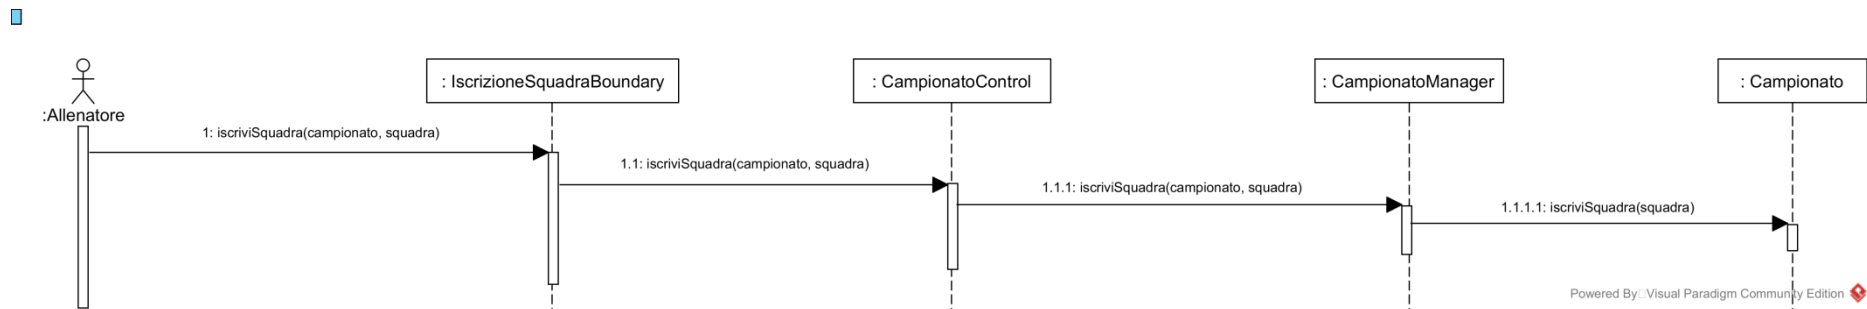 :Allenatore
: IscrizioneSquadraBoundary
: CampionatoControl
: CampionatoManager
: Campionato
1: iscriviSquadra(campionato, squadra)
1.1: iscriviSquadra(campionato, squadra)
1.1.1: iscriviSquadra(campionato, squadra)
1.1.1.1: iscriviSquadra(squadra)
Powered By Visual Paradigm Community Edition